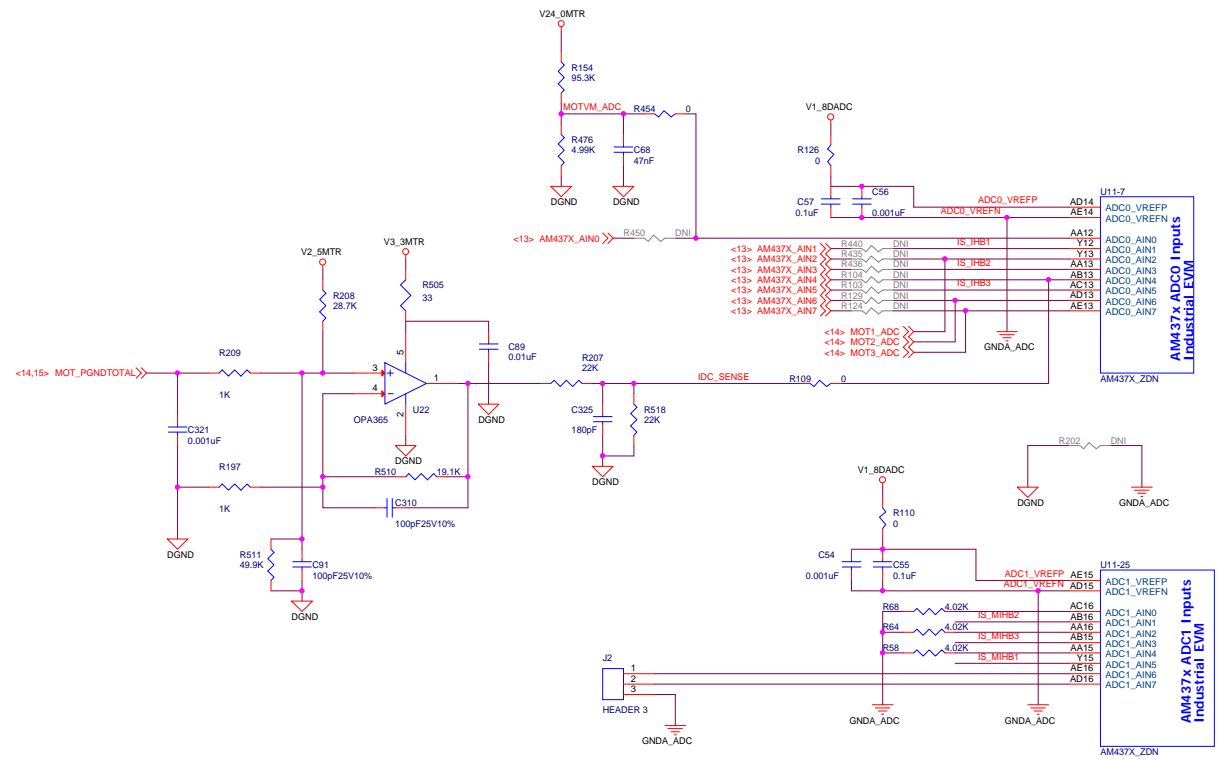 V24_0MTR
R154
95.3K
MOTVM_ADC
R454
0
R476
4.99K
C68
47nF
DGND
DGND
V1_8DADC
R126
0
C57
0.1uF
C56
0.001uF
ADC0_VREFP
ADC0_VREFN
<13> AM437X_AIN0
R450
DNI
<13> AM437X_AIN1
R440
DNI
IS_IHB1
<13> AM437X_AIN2
R435
DNI
<13> AM437X_AIN3
R436
DNI
IS_IHB2
<13> AM437X_AIN4
R104
DNI
<13> AM437X_AIN5
R103
DNI
IS_IHB3
<13> AM437X_AIN6
R129
DNI
<13> AM437X_AIN7
R124
DNI
<14> MOT1_ADC
<14> MOT2_ADC
<14> MOT3_ADC
GNDA_ADC
U11-7
AD14
ADC0_VREFP
AE14
ADC0_VREFN
AA12
ADC0_AIN0
Y12
ADC0_AIN1
Y13
ADC0_AIN2
AA13
ADC0_AIN3
AB13
ADC0_AIN4
AC13
ADC0_AIN5
AD13
ADC0_AIN6
AE13
ADC0_AIN7
AM437x ADC0 Inputs
Industrial EVM
AM437X_ZDN
V2_5MTR
V3_3MTR
R208
28.7K
R505
33
C89
0.01uF
DGND
<14,15> MOT_PGNDTOTAL
R209
1K
C321
0.001uF
R197
1K
DGND
3
4
5
2
1
+
-
OPA365
U22
DGND
R510
19.1K
C310
100pF25V10%
R511
49.9K
C91
100pF25V10%
DGND
R207
22K
C325
180pF
R518
22K
DGND
IDC_SENSE
R109
0
R202
DNI
DGND
GNDA_ADC
V1_8DADC
R110
0
C54
0.001uF
C55
0.1uF
ADC1_VREFP
ADC1_VREFN
R68
4.02K
IS_MIHB2
R64
4.02K
IS_MIHB3
R58
4.02K
IS_MIHB1
J2
1
2
3
HEADER 3
GNDA_ADC
GNDA_ADC
GNDA_ADC
U11-25
AE15
ADC1_VREFP
AD15
ADC1_VREFN
AC16
ADC1_AIN0
AB16
ADC1_AIN1
AA16
ADC1_AIN2
AB15
ADC1_AIN3
AA15
ADC1_AIN4
Y15
ADC1_AIN5
AE16
ADC1_AIN6
AD16
ADC1_AIN7
AM437x ADC1 Inputs
Industrial EVM
AM437X_ZDN